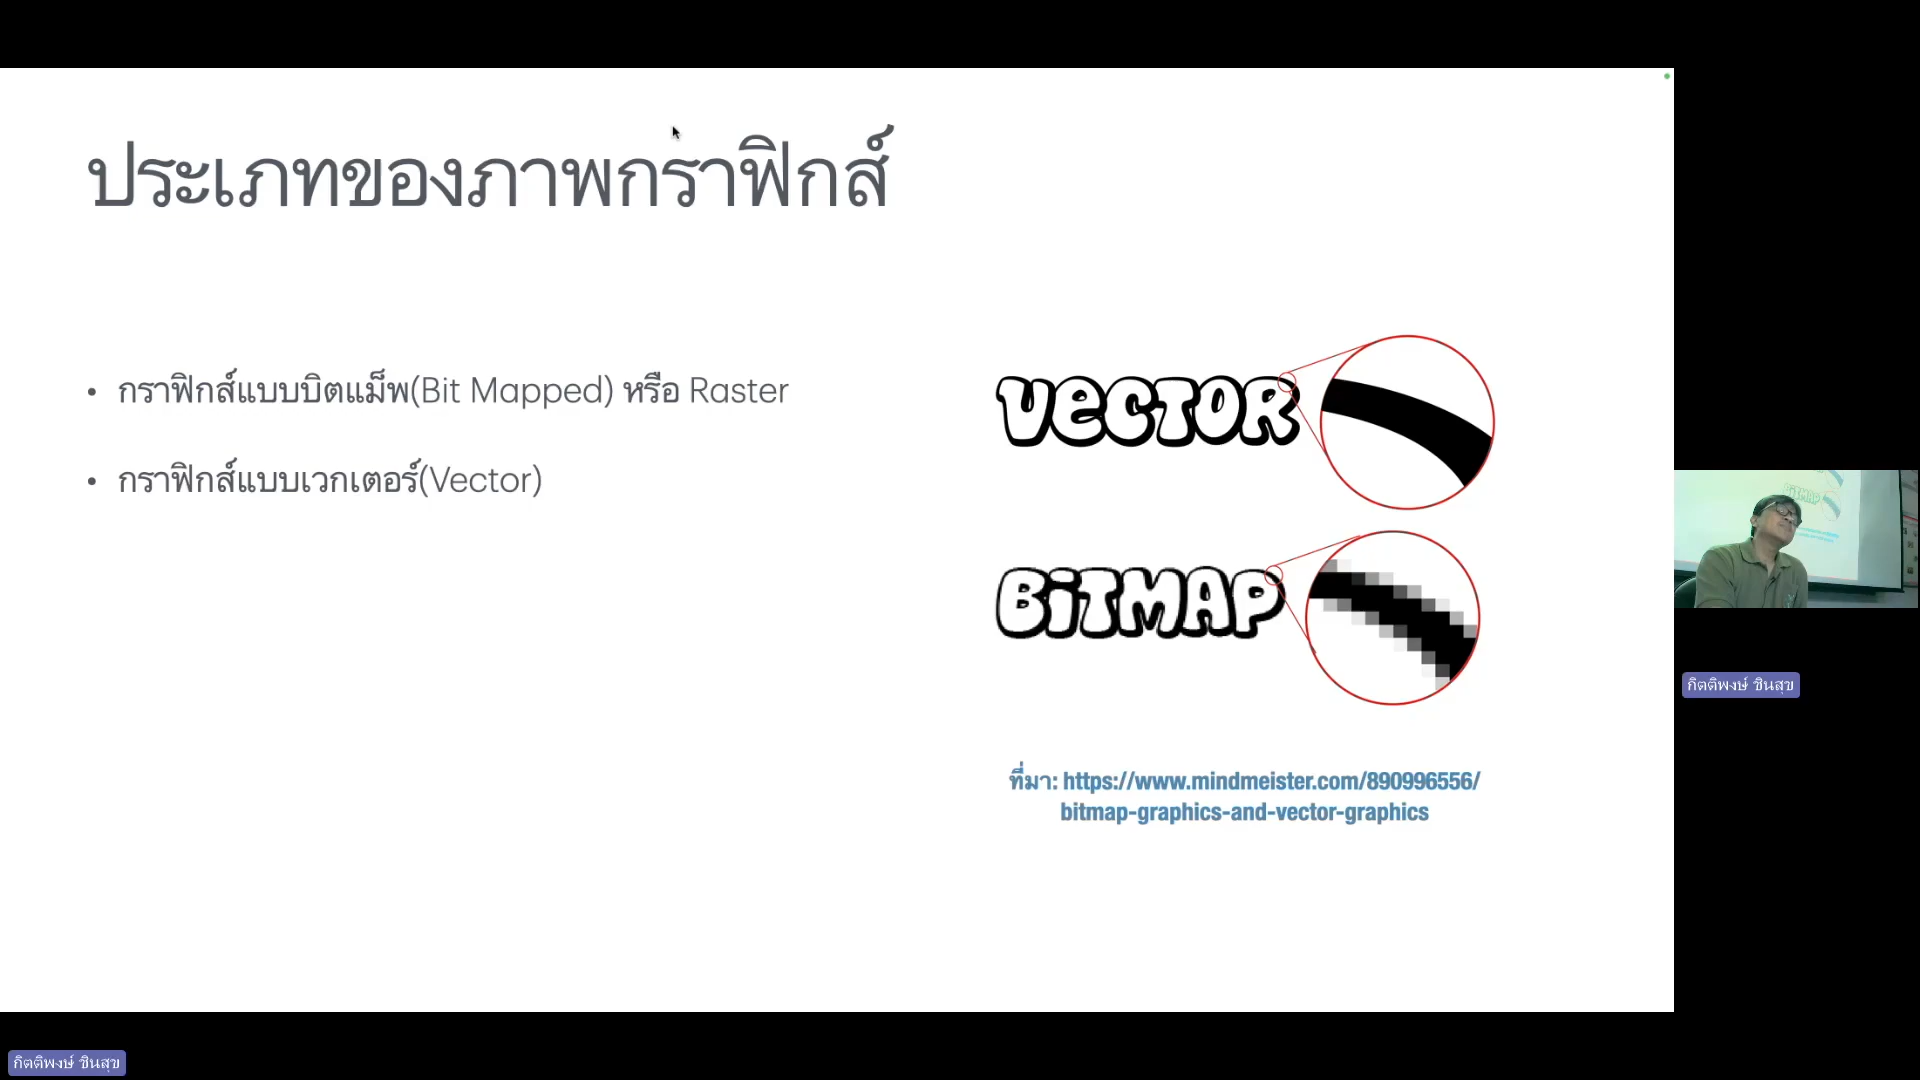 ประเภทของภาพกราฟิกส์
• กราฟิกส์แบบบิตแม็พ(Bit Mapped) หรือ Raster
• กราฟิกส์แบบเวกเตอร์(Vector)
VECTOR
BiTMAP
ที่มา: https://www.mindmeister.com/890996556/
bitmap-graphics-and-vector-graphics
BiTMAP
กิตติพงษ์ ชินสุข
กิตติพงษ์ ชินสุข